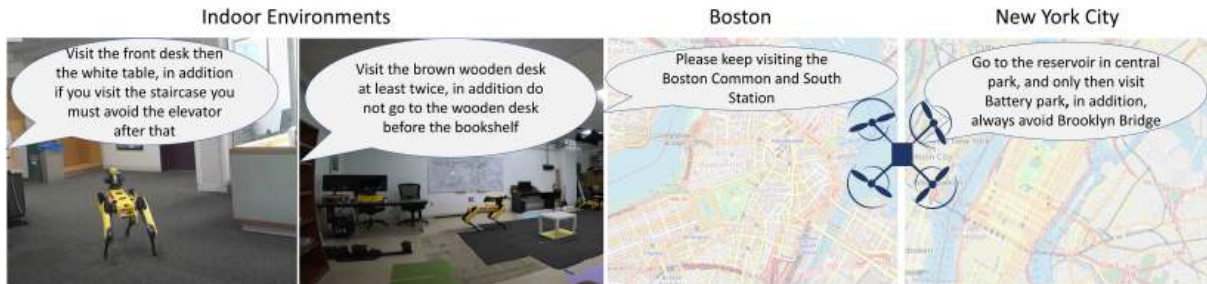 Indoor Environments
Boston
New York City
Visit the front desk then
the white table, in addition
if you visit the staircase you
must avoid the elevator
after that
Visit the brown wooden desk
at least twice, in addition do
not go to the wooden desk
before the bookshelf
Please keep visiting the
Boston Common and South
Station
Go to the reservoir in central
park, and only then visit
Battery park, in addition,
always avoid Brooklyn Bridge